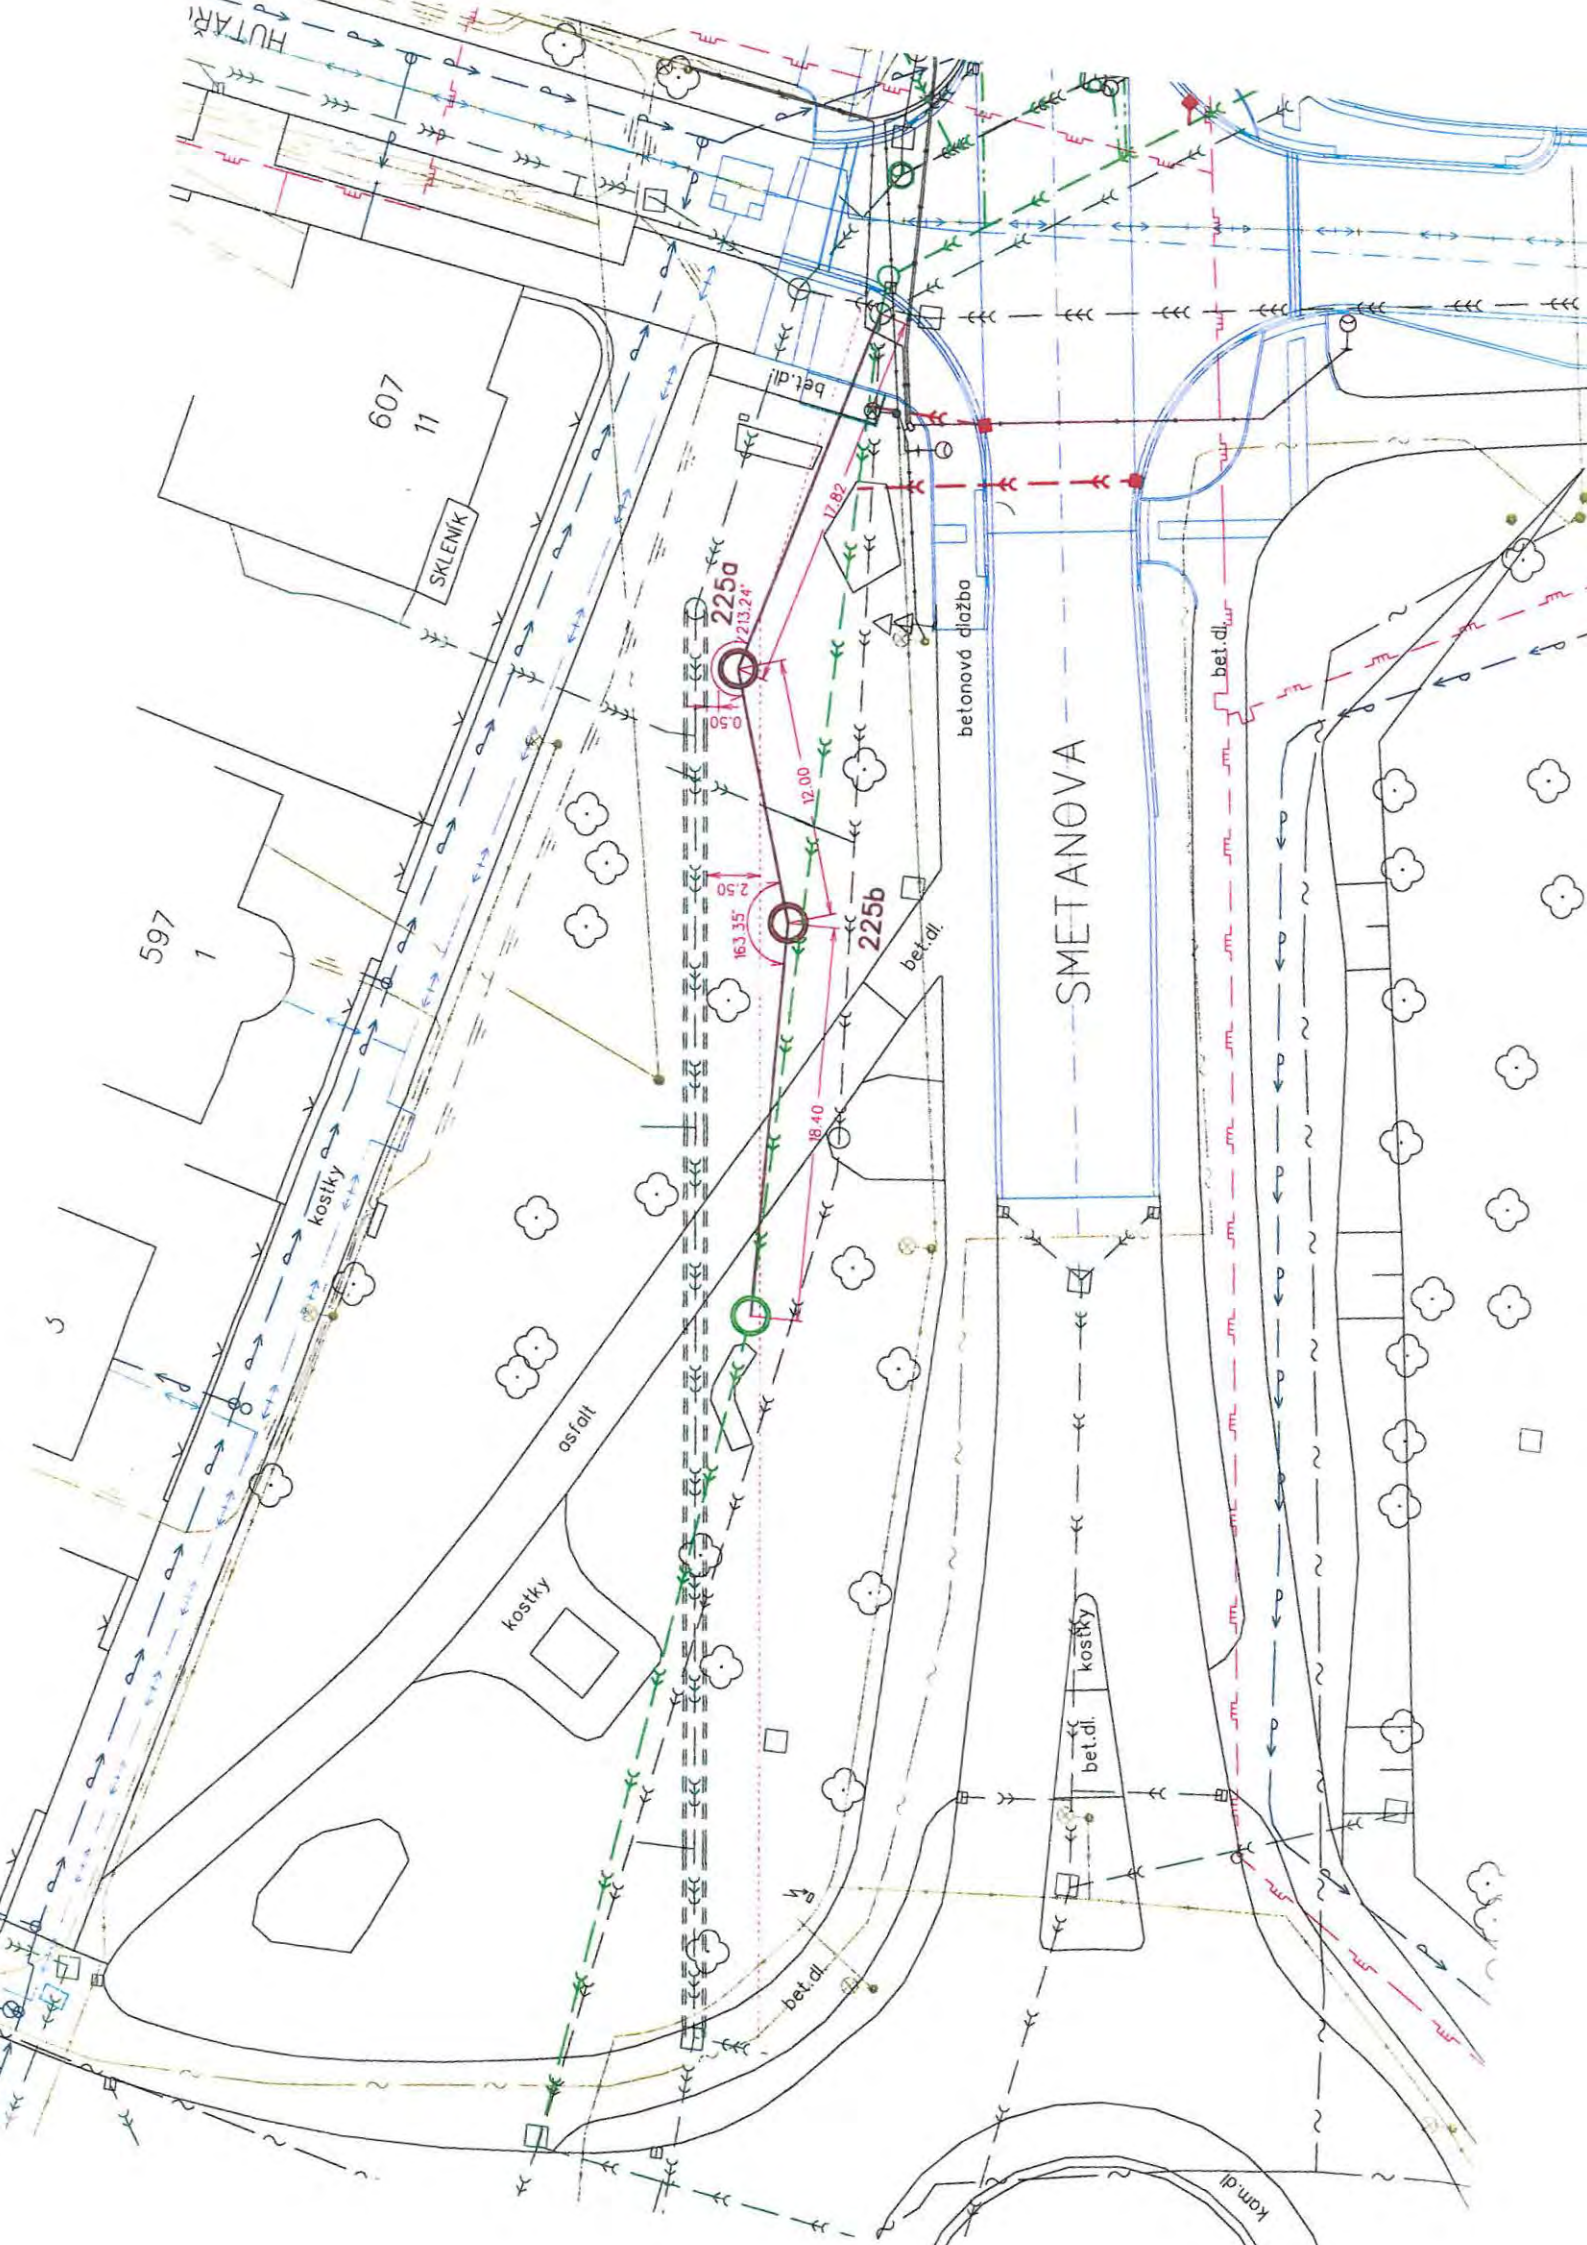 HUTAŘ
607
11
SKLENÍK
bet.dl.
17.82
225a
213.24°
0.50
betonová dlažba
bet.dl.
12.00
2.50
163.35°
225b
bet.dl.
SMETANOVA
597
1
18.40
kostky
asfalt
kostky
kostky
bet.dl.
bet.dl.
kam.dl